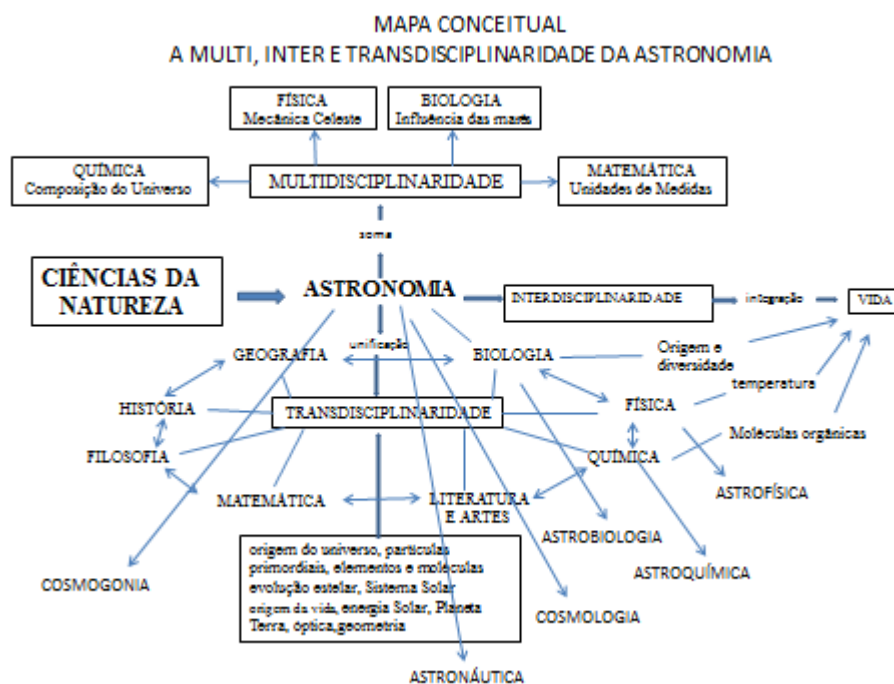 MAPA CONCEITUAL
A MULTI, INTER E TRANSDISCIPLINARIDADE DA ASTRONOMIA
FÍSICA
Mecânica Celeste
BIOLOGIA
Influência das marés
QUÍMICA
Composição do Universo
MULTIDISCIPLINARIDADE
MATEMÁTICA
Unidades de Medidas
soma
CIÊNCIAS DA
NATUREZA
ASTRONOMIA
INTERDISCIPLINARIDADE
integração
VIDA
unificação
GEOGRAFIA
BIOLOGIA
Origem e
diversidade
temperatura
HISTÓRIA
TRANSDISCIPLINARIDADE
FÍSICA
Moléculas orgânicas
FILOSOFIA
QUÍMICA
MATEMÁTICA
LITERATURA
E ARTES
ASTROFÍSICA
origem do universo, partículas
primordiais, elementos e moléculas
evolução estelar, Sistema Solar
origem da vida, energia Solar, Planeta
Terra, óptica,geometria
ASTROBIOLOGIA
ASTROQUÍMICA
COSMOGONIA
COSMOLOGIA
ASTRONÁUTICA